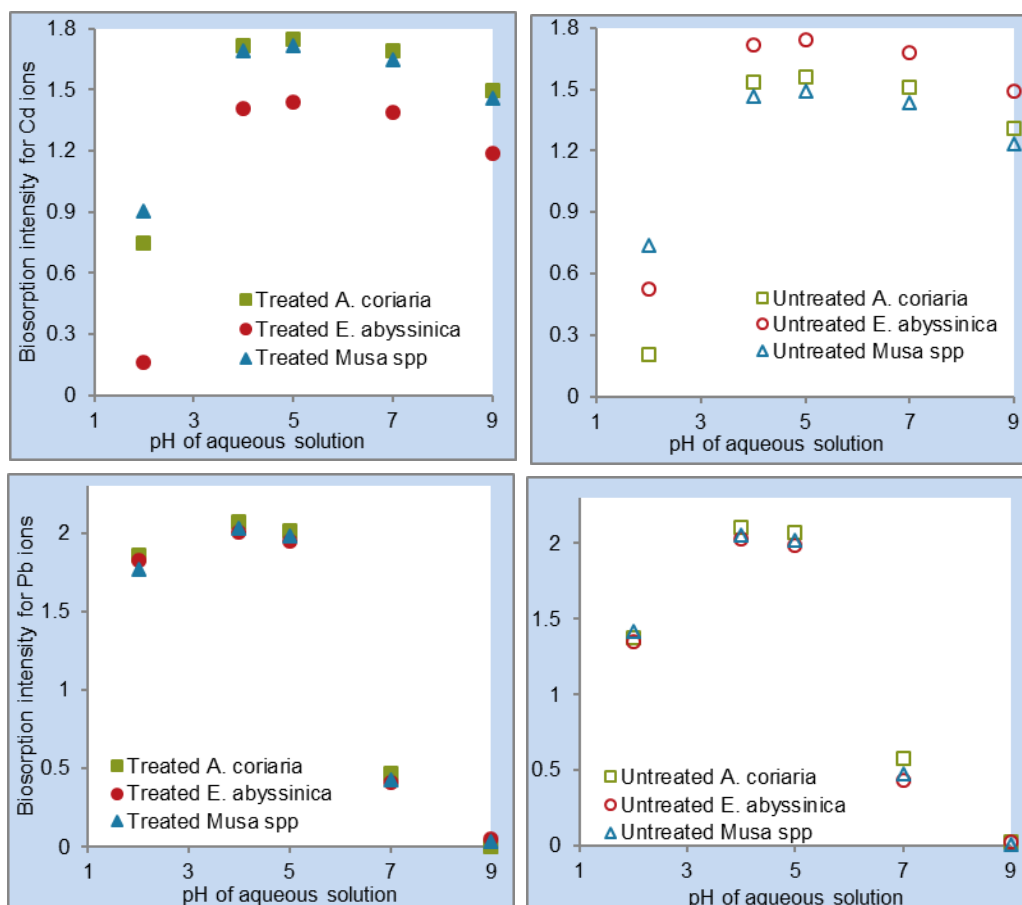 Biosorption intensity for Cd ions
1.8
1.5
1.2
0.9
0.6
0.3
0
Treated A. coriaria
Treated E. abyssinica
Treated Musa spp
1 3 5 7 9
pH of aqueous solution
1.8
1.5
1.2
0.9
0.6
0.3
0
Untreated A. coriaria
Untreated E. abyssinica
Untreated Musa spp
1 3 5 7 9
pH of aqueous solution
Biosorption intensity for Pb ions
2
1.5
1
0.5
0
Treated A. coriaria
Treated E. abyssinica
Treated Musa spp
1 3 5 7 9
pH of aqueous solution
2
1.5
1
0.5
0
Untreated A. coriaria
Untreated E. abyssinica
Untreated Musa spp
1 3 5 7 9
pH of aqueous solution